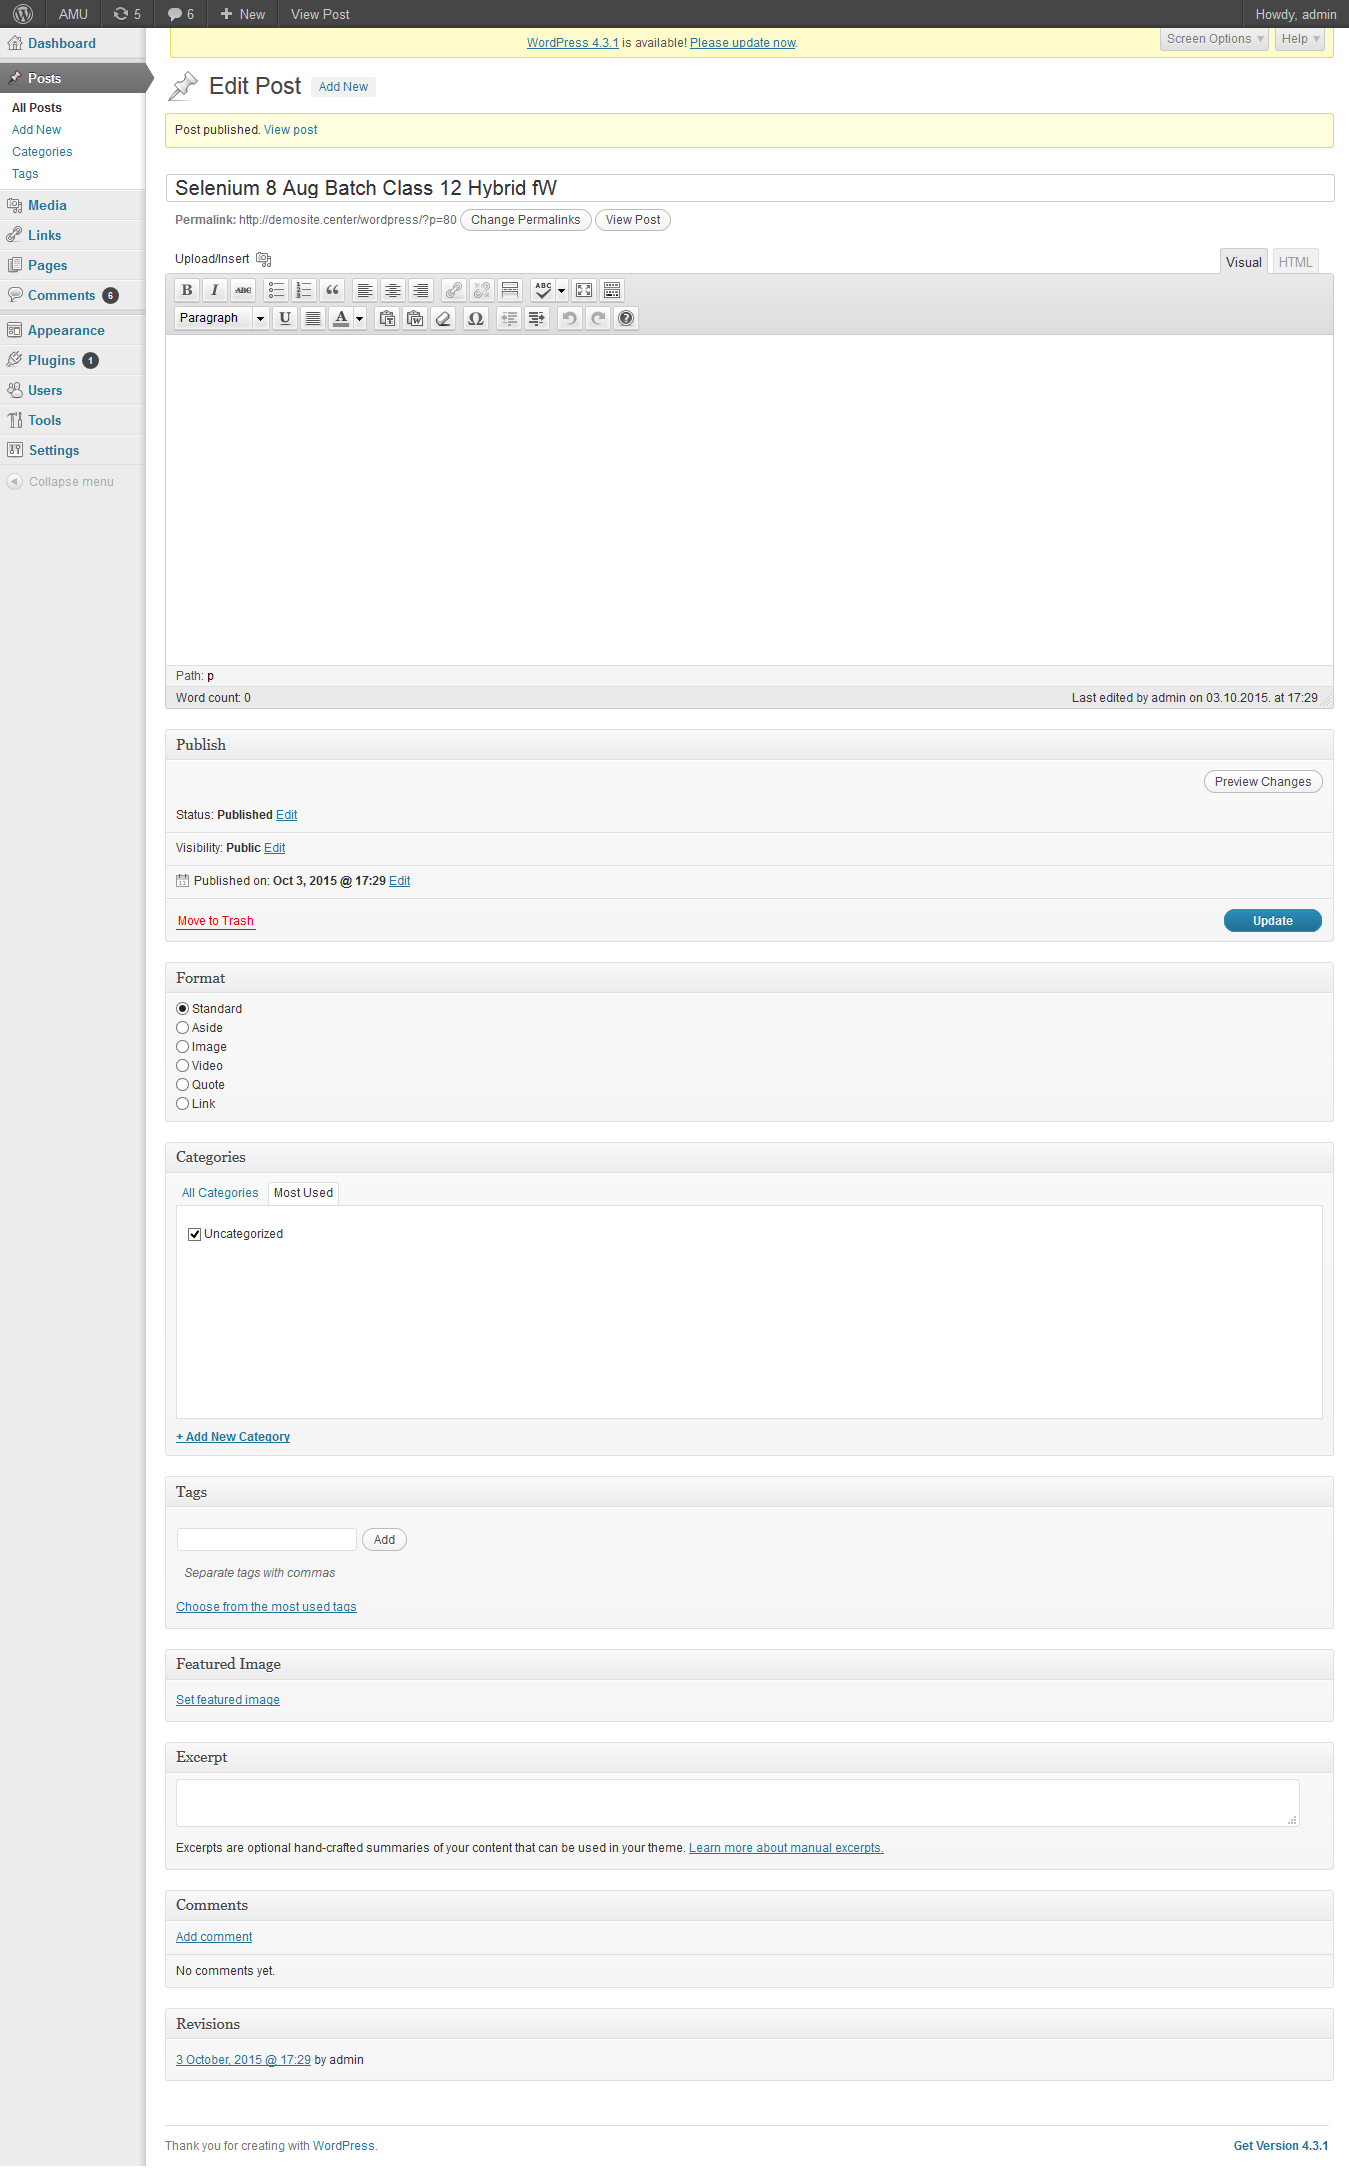 AMU 5 6 New View Post Howdy, admin
Dashboard
Posts
All Posts
Add New
Categories
Tags
Media
Links
Pages
Comments 6
Appearance
Plugins 1
Users
Tools
Settings
Collapse menu
WordPress 4.3.1 is available! Please update now.
Screen Options Help
Edit Post Add New
Post published. View post
Selenium 8 Aug Batch Class 12 Hybrid fW
Permalink: http://demosite.center/wordpress/?p=80 Change Permalinks View Post
Upload/Insert Visual HTML
B I ABC ABC
Paragraph U A
Path: p
Word count: 0 Last edited by admin on 03.10.2015. at 17:29
Publish
Preview Changes
Status: Published Edit
Visibility: Public Edit
Published on: Oct 3, 2015 @ 17:29 Edit
Move to Trash Update
Format
Standard
Aside
Image
Video
Quote
Link
Categories
All Categories Most Used
Uncategorized
+ Add New Category
Tags
Add
Separate tags with commas
Choose from the most used tags
Featured Image
Set featured image
Excerpt
Excerpts are optional hand-crafted summaries of your content that can be used in your theme. Learn more about manual excerpts.
Comments
Add comment
No comments yet.
Revisions
3 October, 2015 @ 17:29 by admin
Thank you for creating with WordPress. Get Version 4.3.1